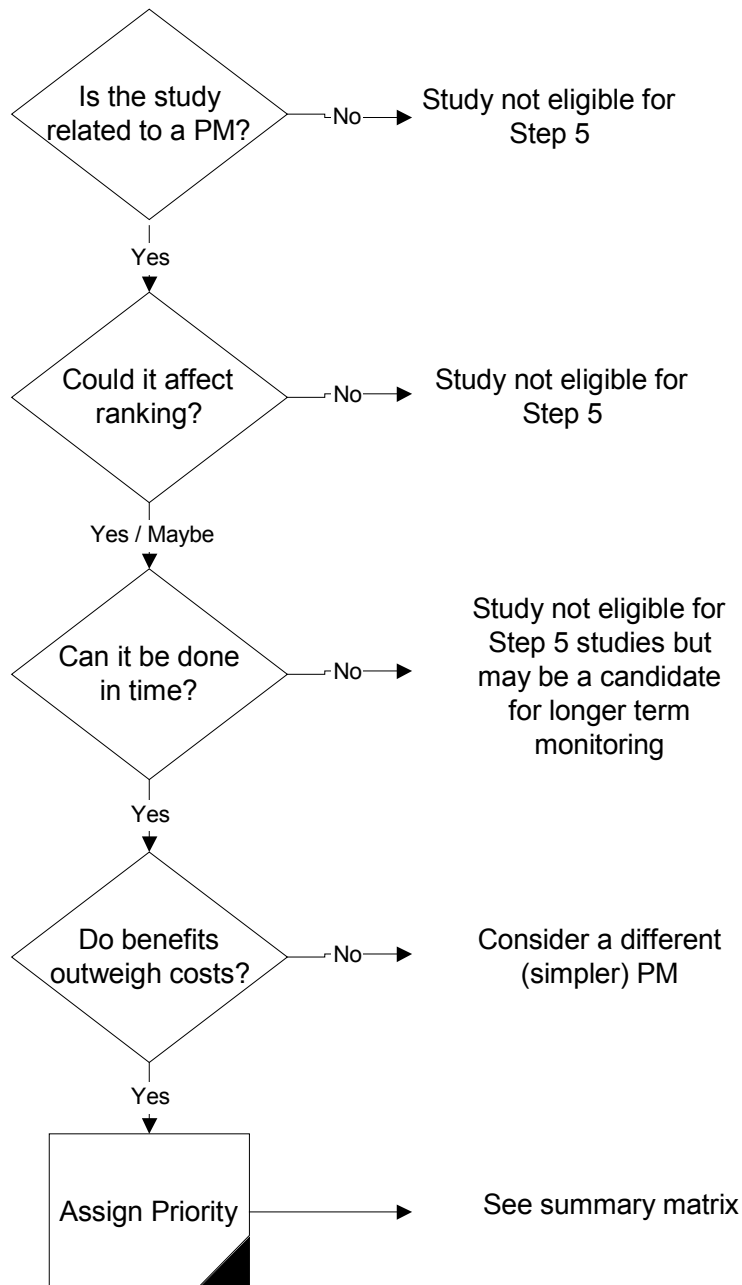 Is the study
related to a PM?
No
Study not eligible for
Step 5
Yes
Could it affect
ranking?
No
Study not eligible for
Step 5
Yes / Maybe
Can it be done
in time?
No
Study not eligible for
Step 5 studies but
may be a candidate
for longer term
monitoring
Yes
Do benefits
outweigh costs?
No
Consider a different
(simpler) PM
Yes
Assign Priority
See summary matrix